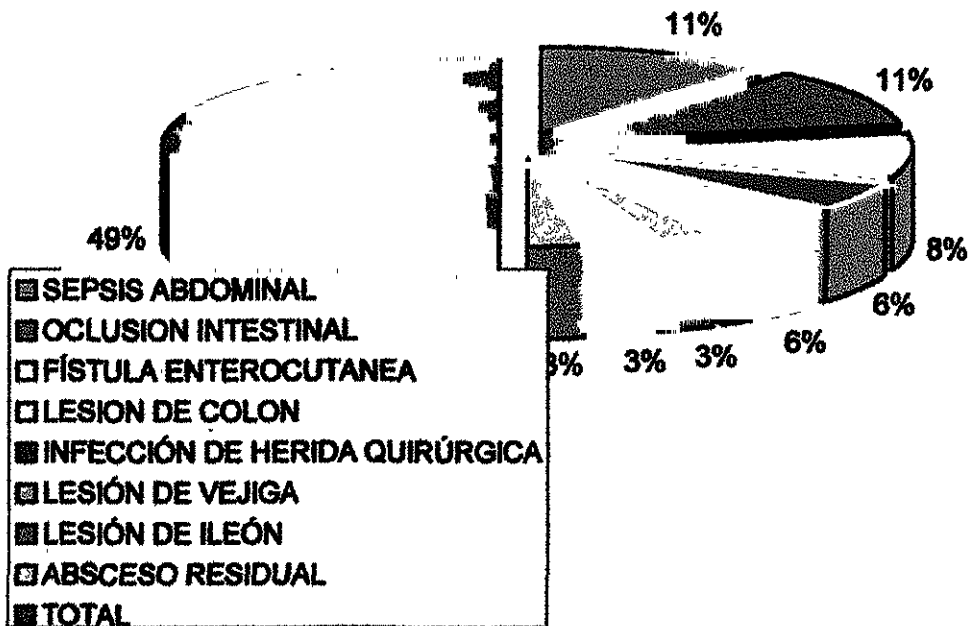 11%
11%
49%
8%
6%
6%
3%
3%
3%
SEPSIS ABDOMINAL
OCLUSION INTESTINAL
FÍSTULA ENTEROCUTANEA
LESION DE COLON
INFECCIÓN DE HERIDA QUIRÚRGICA
LESIÓN DE VEJIGA
LESIÓN DE ILEÓN
ABSCESO RESIDUAL
TOTAL